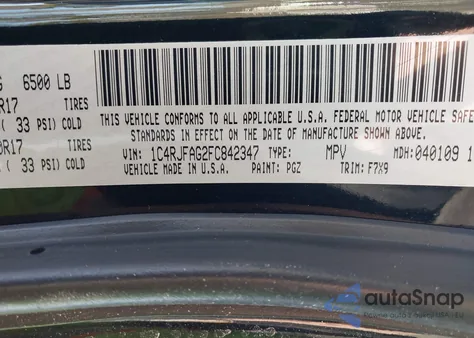 G 6500 LB
R17 TIRES
( 33 PSI) COLD
0R17 TIRES
( 33 PSI) COLD
THIS VEHICLE CONFORMS TO ALL APPLICABLE U.S.A. FEDERAL MOTOR VEHICLE SAFE
STANDARDS IN EFFECT ON THE DATE OF MANUFACTURE SHOWN ABOVE.
VIN: 1C4RJFAG2FC842347 TYPE: MPV MDH: 040109 1
VEHICLE MADE IN U.S.A. PAINT: PGZ TRIM: F7X9
autoSnap